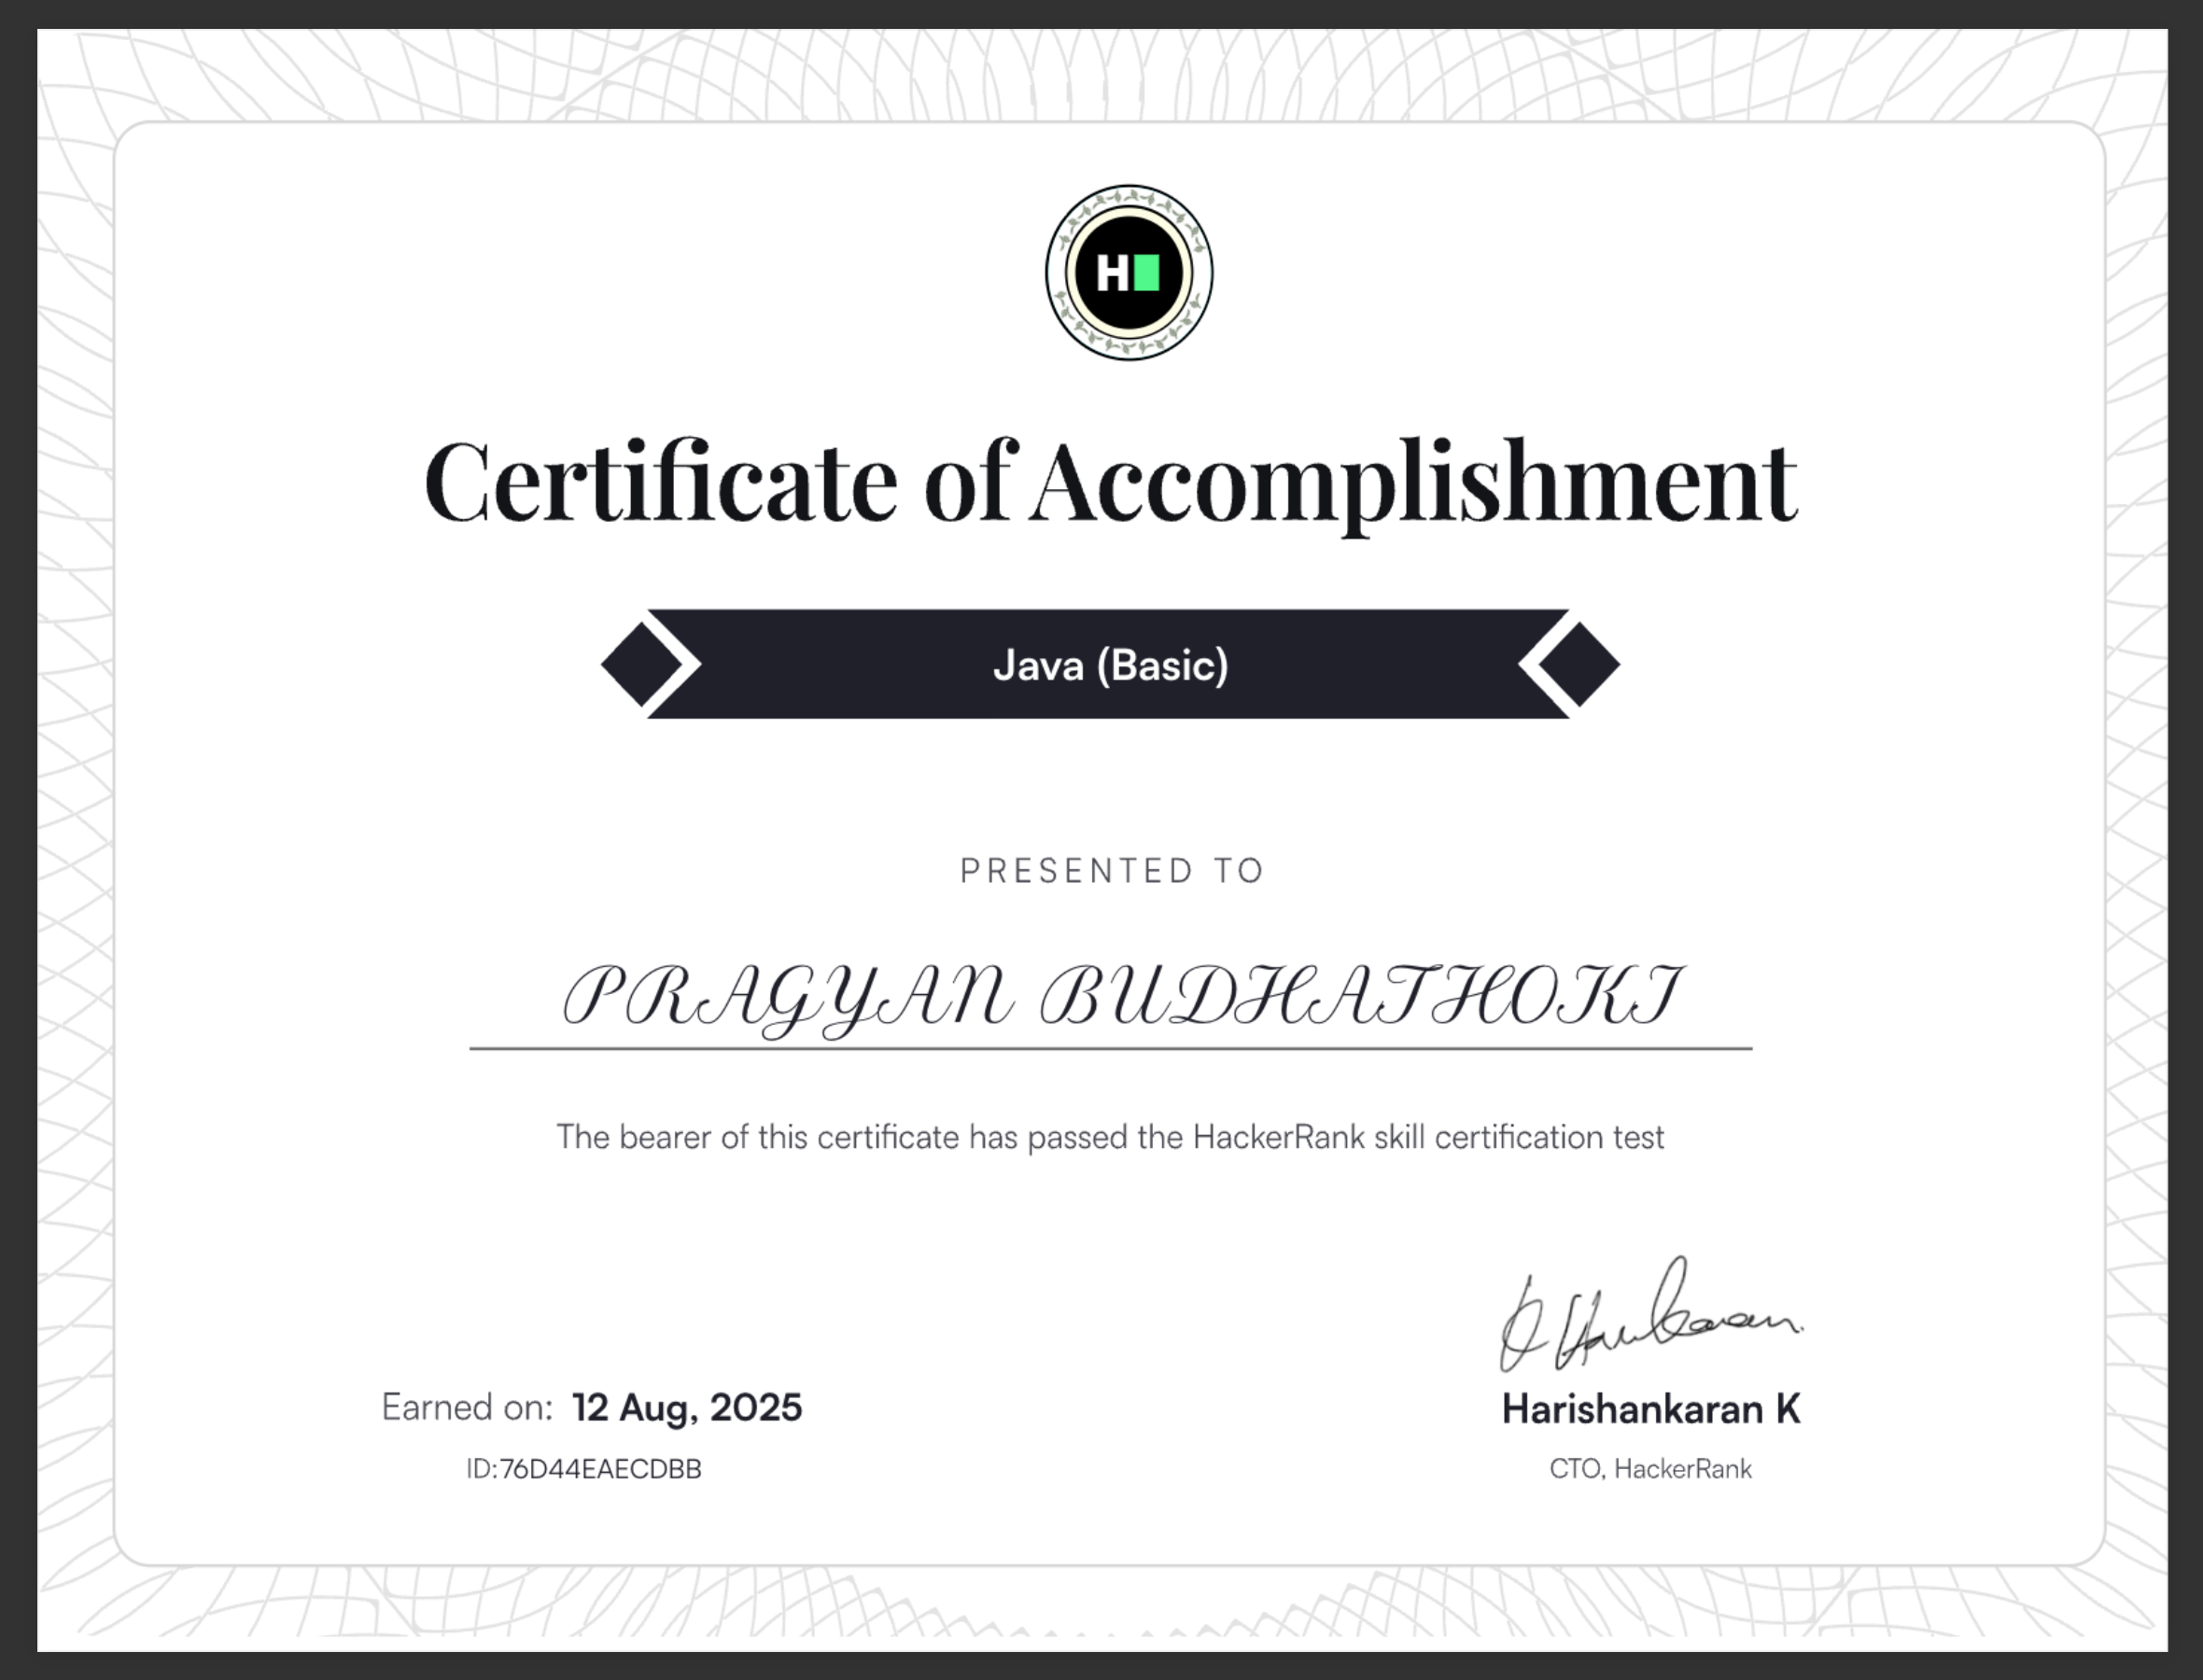 H
Certificate of Accomplishment
Java (Basic)
PRESENTED TO
PRAGYAN BUDHATHOKI
The bearer of this certificate has passed the HackerRank skill certification test
Earned on: 12 Aug, 2025
ID:76D44EAECDBB
Harishankaran K
CTO, HackerRank